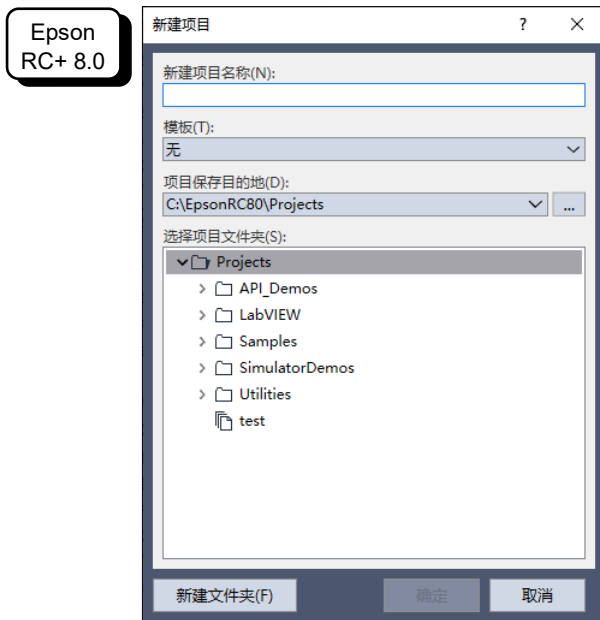 Epson
RC+ 8.0
新建项目
?
新建项目名称(N):
模板(T):
无
项目保存目的地(D):
C:\EpsonRC80\Projects
...
选择项目文件夹(S):
Projects
API_Demos
LabVIEW
Samples
SimulatorDemos
Utilities
test
新建文件夹(F)
确定
取消